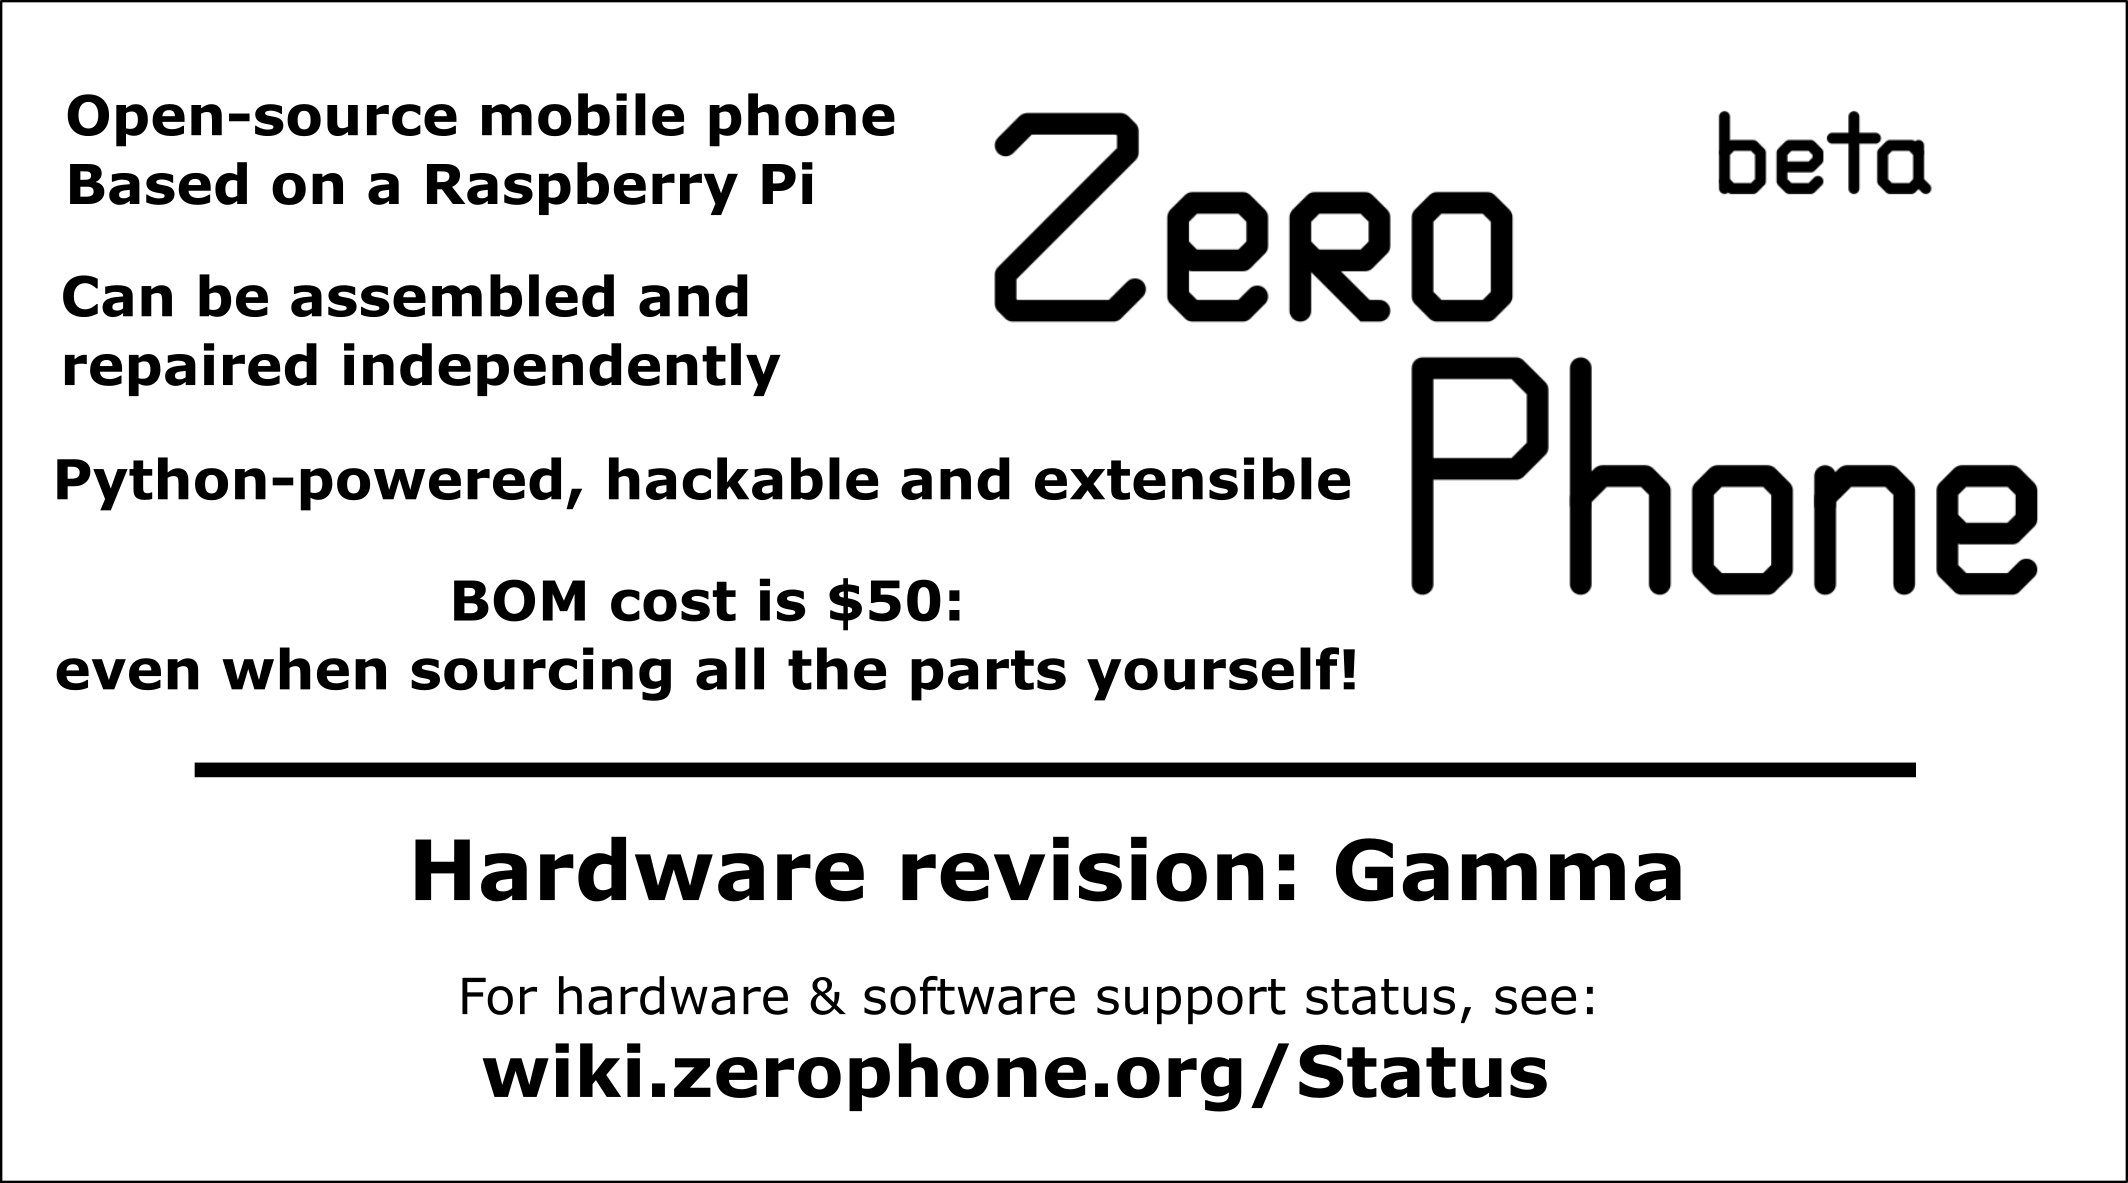 Open-source mobile phone
Based on a Raspberry Pi
Can be assembled and
repaired independently
Python-powered, hackable and extensible
BOM cost is $50:
even when sourcing all the parts yourself!
Zero
beta
Phone
Hardware revision: Gamma
For hardware & software support status, see:
wiki.zerophone.org/Status